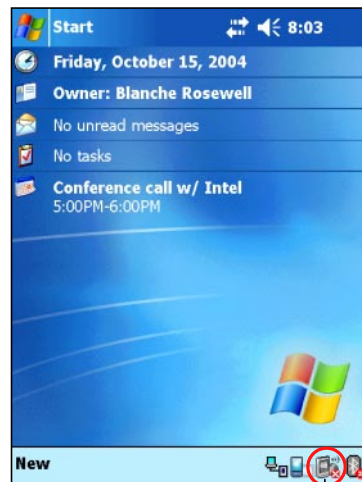 Start 8:03
Friday, October 15, 2004
Owner: Blanche Rosewell
No unread messages
No tasks
Conference call w/ Intel
5:00PM-6:00PM
New